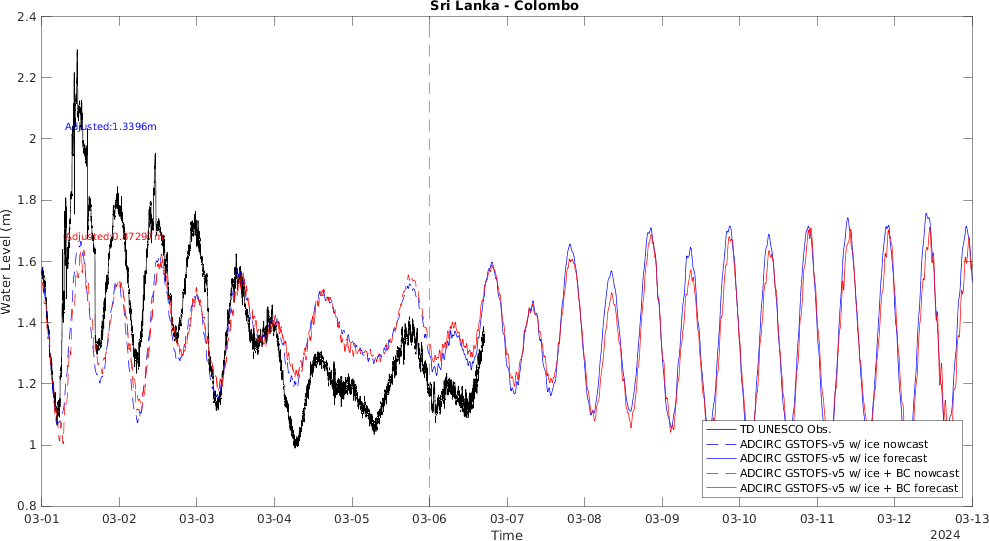 Sri Lanka - Colombo
2.4
2.2
2
1.8
1.6
1.4
1.2
1
0.8
Water Level (m)
Adjusted:1.3396m
TD UNESCO Obs.
ADCIRC GSTOFS-v5 w/ ice nowcast
ADCIRC GSTOFS-v5 w/ ice forecast
ADCIRC GSTOFS-v5 w/ ice + BC nowcast
ADCIRC GSTOFS-v5 w/ ice + BC forecast
03-01 03-02 03-03 03-04 03-05 03-06 03-07 03-08 03-09 03-10 03-11 03-12 03-13
Time
2024